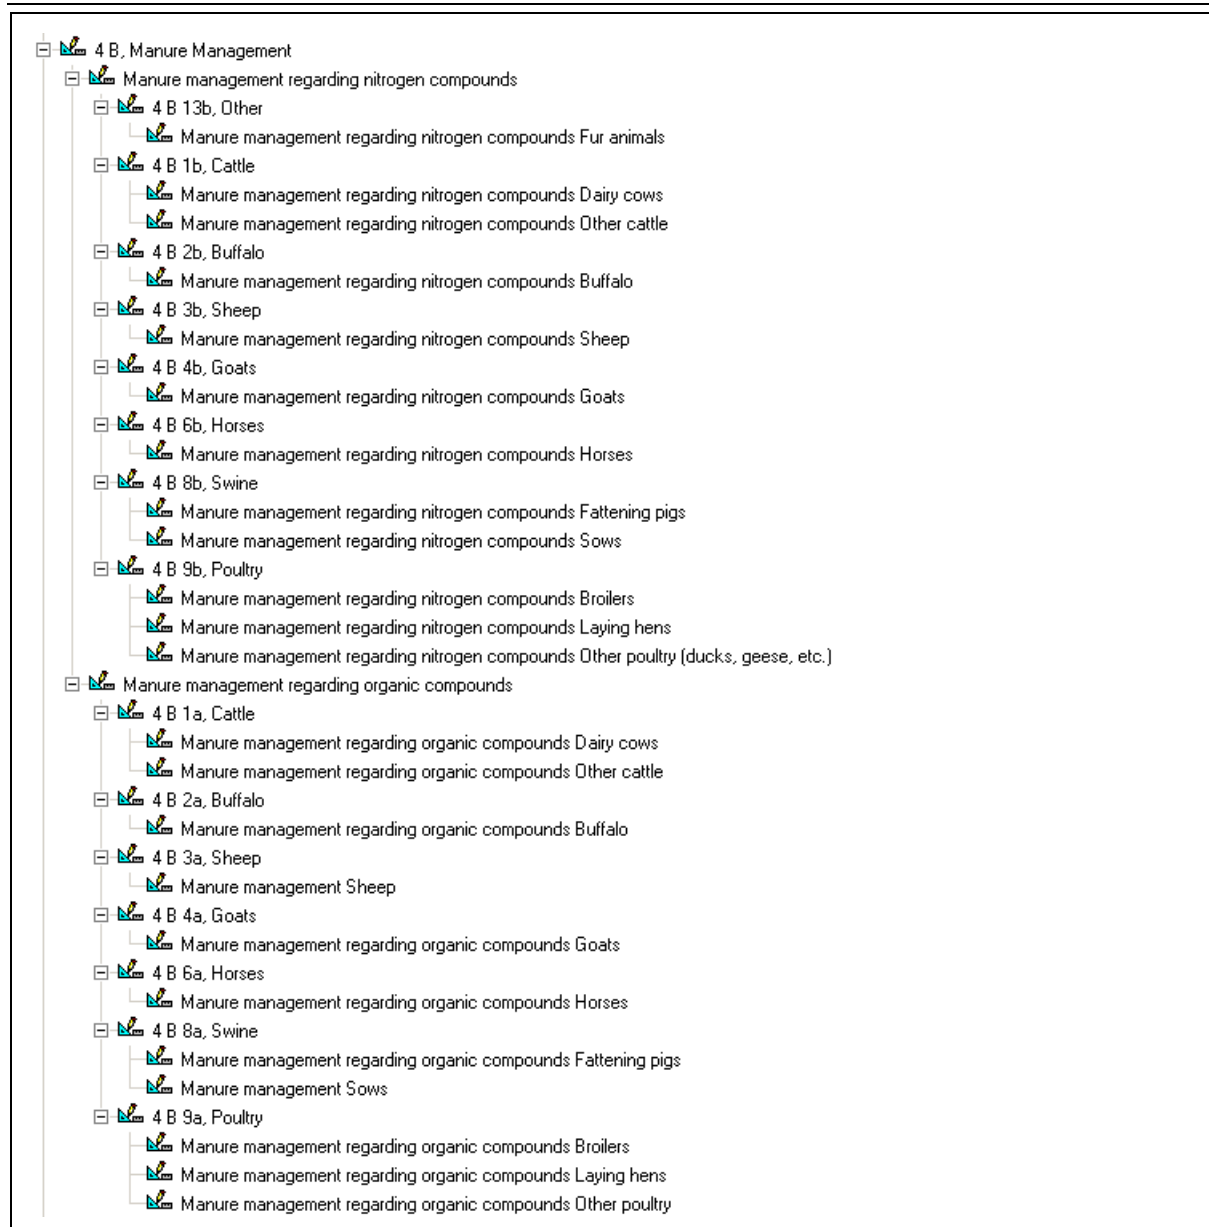 4 B, Manure Management
Manure management regarding nitrogen compounds
4 B 13b, Other
Manure management regarding nitrogen compounds Fur animals
4 B 1b, Cattle
Manure management regarding nitrogen compounds Dairy cows
Manure management regarding nitrogen compounds Other cattle
4 B 2b, Buffalo
Manure management regarding nitrogen compounds Buffalo
4 B 3b, Sheep
Manure management regarding nitrogen compounds Sheep
4 B 4b, Goats
Manure management regarding nitrogen compounds Goats
4 B 6b, Horses
Manure management regarding nitrogen compounds Horses
4 B 8b, Swine
Manure management regarding nitrogen compounds Fattening pigs
Manure management regarding nitrogen compounds Sows
4 B 9b, Poultry
Manure management regarding nitrogen compounds Broilers
Manure management regarding nitrogen compounds Laying hens
Manure management regarding nitrogen compounds Other poultry (ducks, geese, etc.)
Manure management regarding organic compounds
4 B 1a, Cattle
Manure management regarding organic compounds Dairy cows
Manure management regarding organic compounds Other cattle
4 B 2a, Buffalo
Manure management regarding organic compounds Buffalo
4 B 3a, Sheep
Manure management Sheep
4 B 4a, Goats
Manure management regarding organic compounds Goats
4 B 6a, Horses
Manure management regarding organic compounds Horses
4 B 8a, Swine
Manure management regarding organic compounds Fattening pigs
Manure management Sows
4 B 9a, Poultry
Manure management regarding organic compounds Broilers
Manure management regarding organic compounds Laying hens
Manure management regarding organic compounds Other poultry